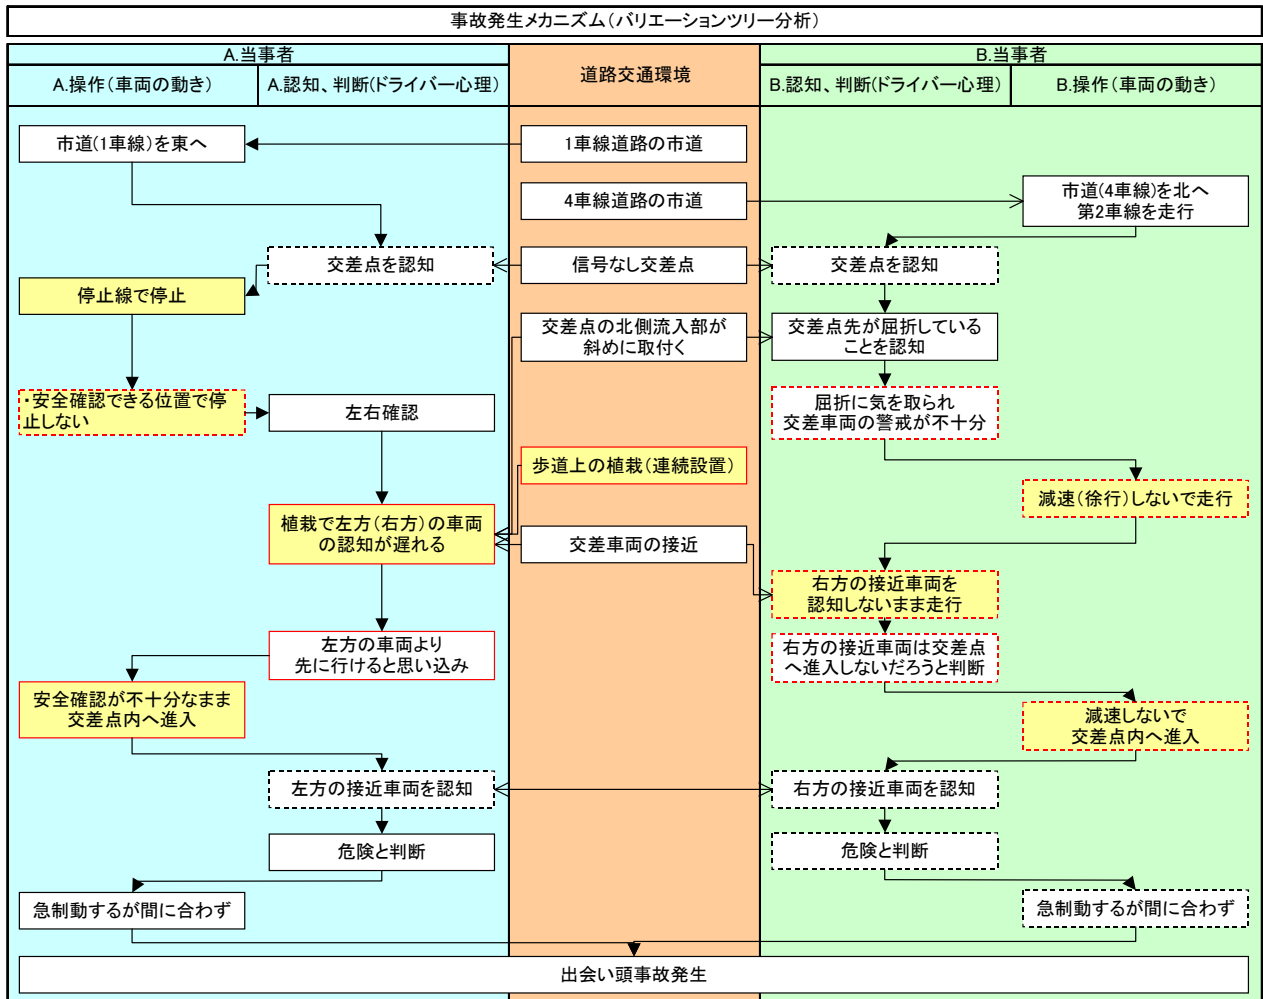 事故発生メカニズム（バリエーションツリー分析）
A.当事者
道路交通環境
B.当事者
A.操作（車両の動き）
A.認知、判断(ドライバー心理)
B.認知、判断(ドライバー心理)
B.操作（車両の動き）
市道(1車線)を東へ
1車線道路の市道
4車線道路の市道
市道(4車線)を北へ
第2車線を走行
交差点を認知
信号なし交差点
交差点を認知
停止線で停止
交差点の北側流入部が
斜めに取付く
交差点先が屈折している
ことを認知
・安全確認できる位置で停
止しない
左右確認
屈折に気を取られ
交差車両の警戒が不十分
歩道上の植栽（連続設置）
減速（徐行）しないで走行
植栽で左方（右方）の車両
の認知が遅れる
交差車両の接近
右方の接近車両を
認知しないまま走行
左方の車両より
先に行けると思い込み
右方の接近車両は交差点
へ進入しないだろうと判断
安全確認が不十分なまま
交差点内へ進入
減速しないで
交差点内へ進入
左方の接近車両を認知
右方の接近車両を認知
危険と判断
危険と判断
急制動するが間に合わず
急制動するが間に合わず
出会い頭事故発生